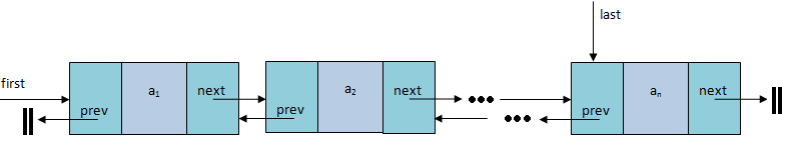 last
first
prev a₁ next
prev a₂ next
prev aₙ next